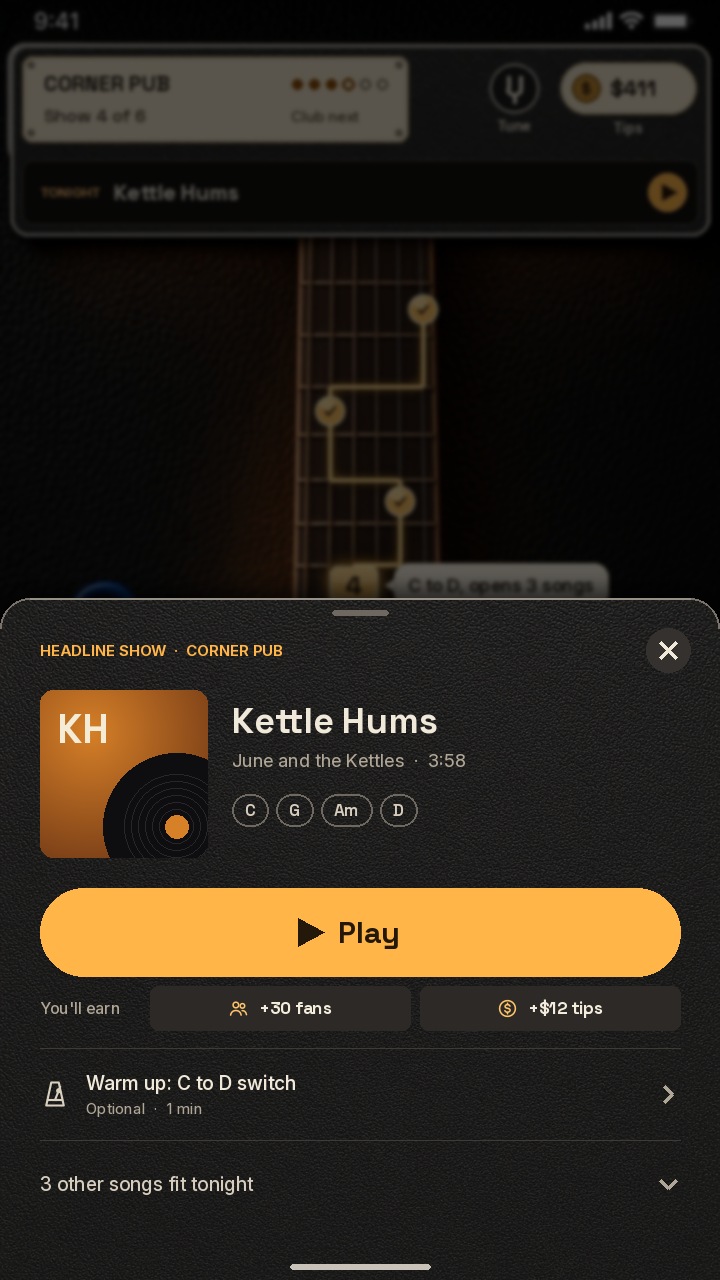 9:41
CORNER PUB
Show 4 of 6
Club next
Tune
$411
Tips
TONIGHT Kettle Hums
4
C to D, opens 3 songs
HEADLINE SHOW · CORNER PUB
KH
Kettle Hums
June and the Kettles · 3:58
C G Am D
Play
You'll earn
+30 fans
+$12 tips
Warm up: C to D switch
Optional · 1 min
3 other songs fit tonight